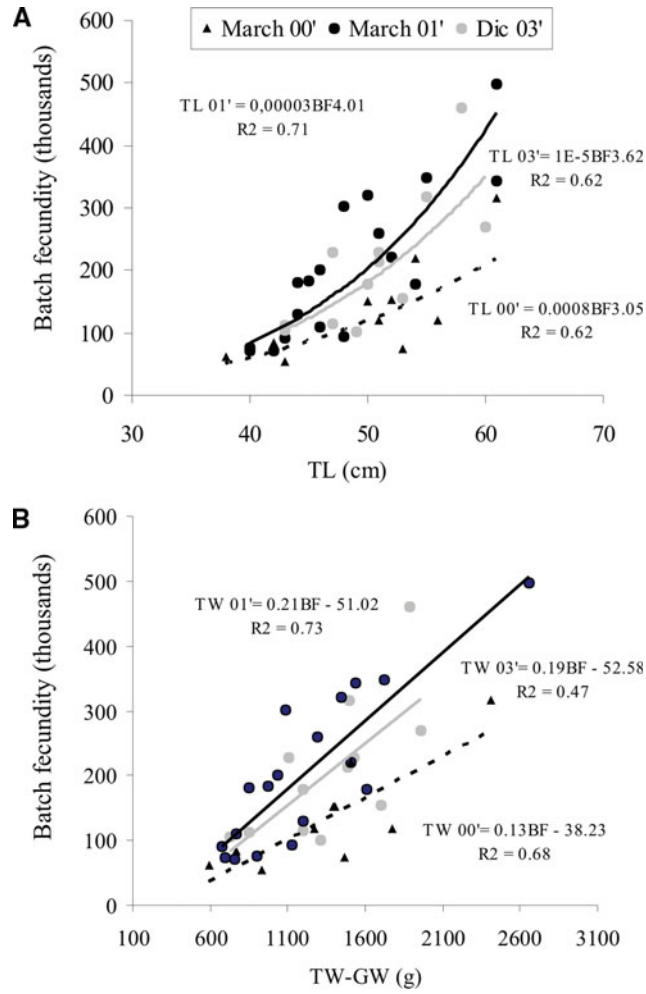 A
600
▲ March 00' ● March 01' ● Dic 03'
500
400
300
200
100
0
Batch fecundity (thousands)
TL 01' = 0,00003BF4.01
R2 = 0.71
TL 03'= 1E-5BF3.62
R2 = 0.62
TL 00' = 0.0008BF3.05
R2 = 0.62
30 40 50 60 70
TL (cm)
B
600
500
400
300
200
100
0
Batch fecundity (thousands)
TW 01'= 0.21BF - 51.02
R2 = 0.73
TW 03'= 0.19BF - 52.58
R2 = 0.47
TW 00'= 0.13BF - 38.23
R2 = 0.68
100 600 1100 1600 2100 2600 3100
TW-GW (g)